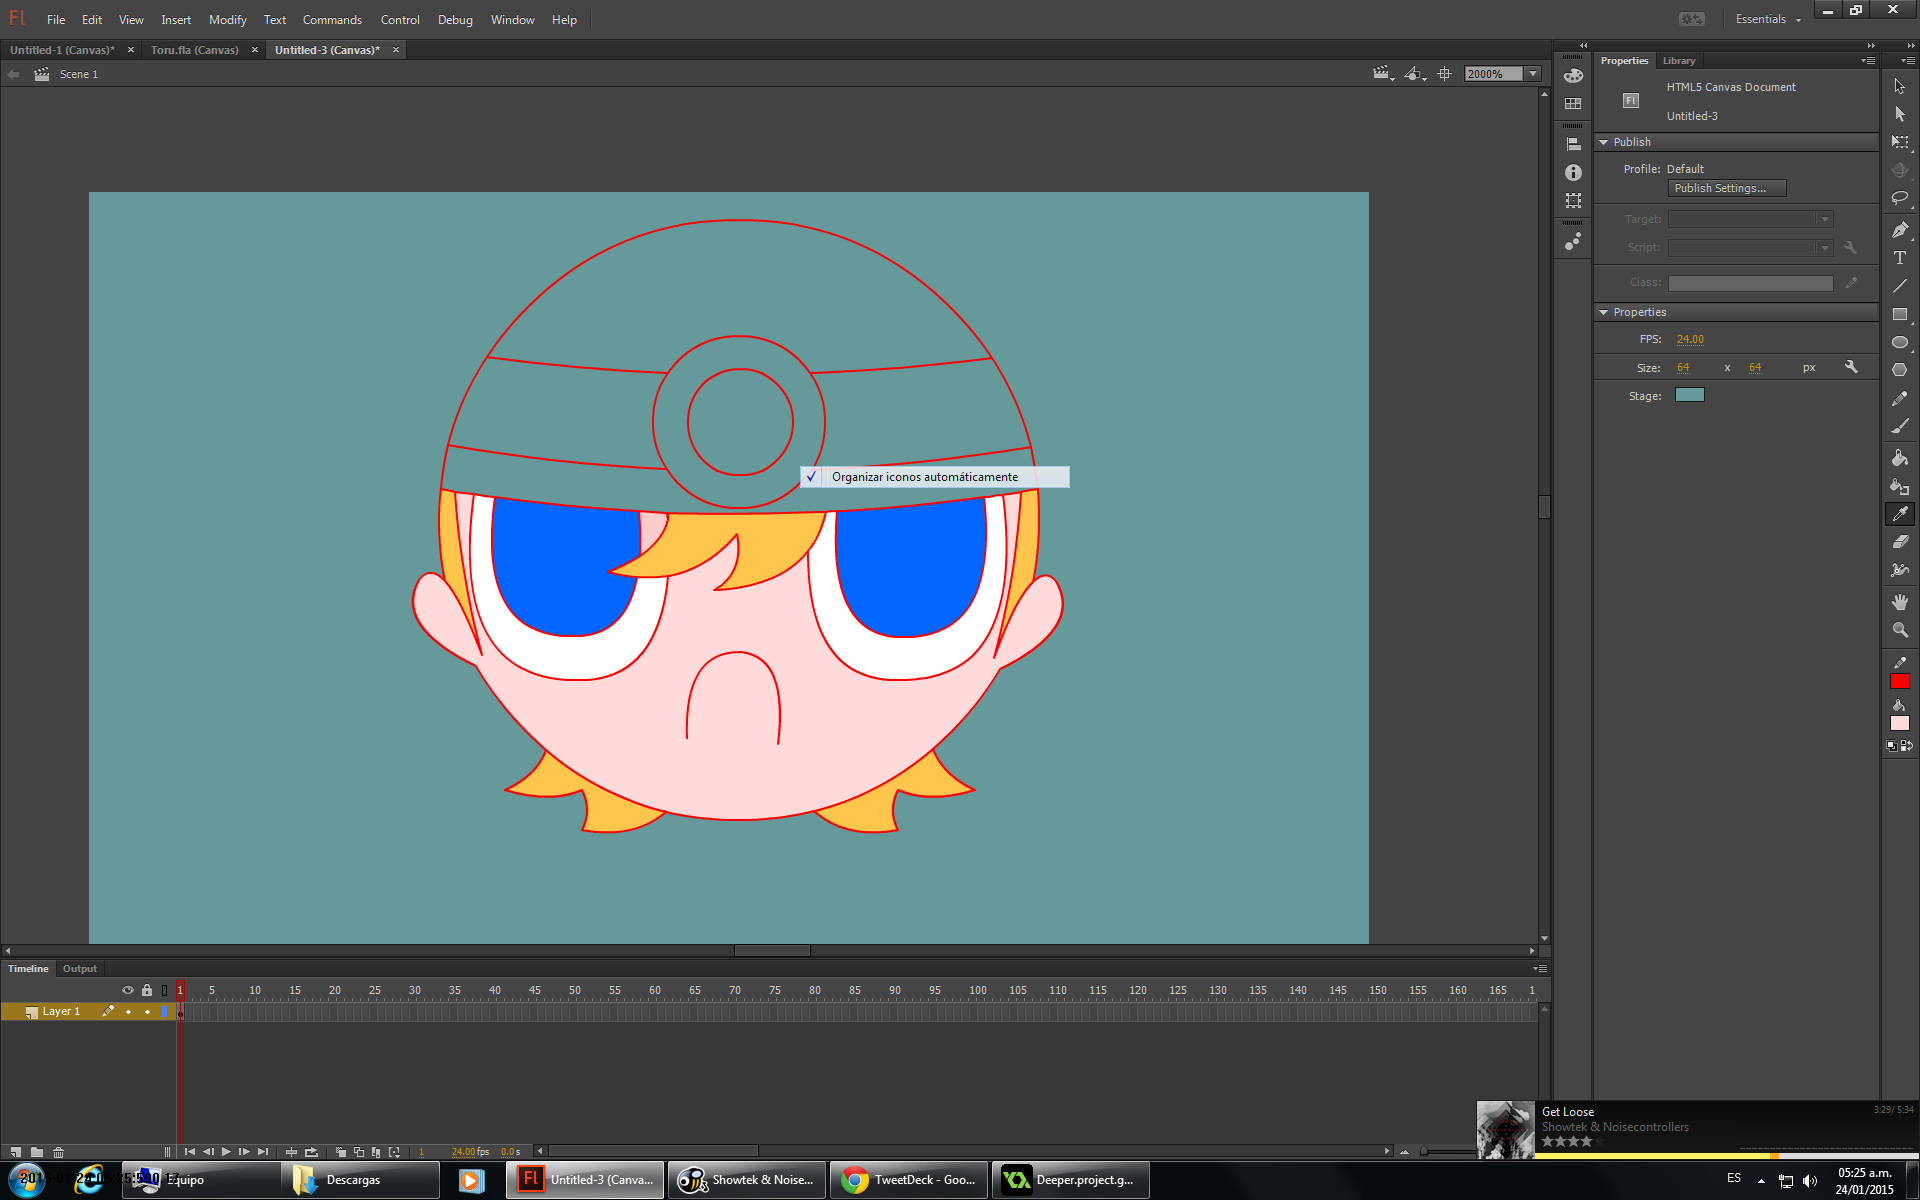 Fl File Edit View Insert Modify Text Commands Control Debug Window Help Essentials
Untitled-1 (Canvas)* × Toru.fla (Canvas) × Untitled-3 (Canvas)* ×
Scene 1 2000%
Properties Library
HTML5 Canvas Document
Fl
Untitled-3
Publish
Profile: Default
Publish Settings...
Target:
Script:
Class:
Properties
FPS: 24.00
Size: 64 x 64 px
Stage:
✓ Organizar iconos automáticamente
Timeline Output
1 5 10 15 20 25 30 35 40 45 50 55 60 65 70 75 80 85 90 95 100 105 110 115 120 125 130 135 140 145 150 155 160 165 1
Layer 1
Get Loose 3:29/ 5:34
Showtek & Noisecontrollers
1 24.00 fps 0.0 s
Equipo
Descargas
Fl Untitled-3 (Canva...
Showtek & Noise...
TweetDeck - Goo...
Deeper.project.g...
ES
05:25 a.m.
24/01/2015